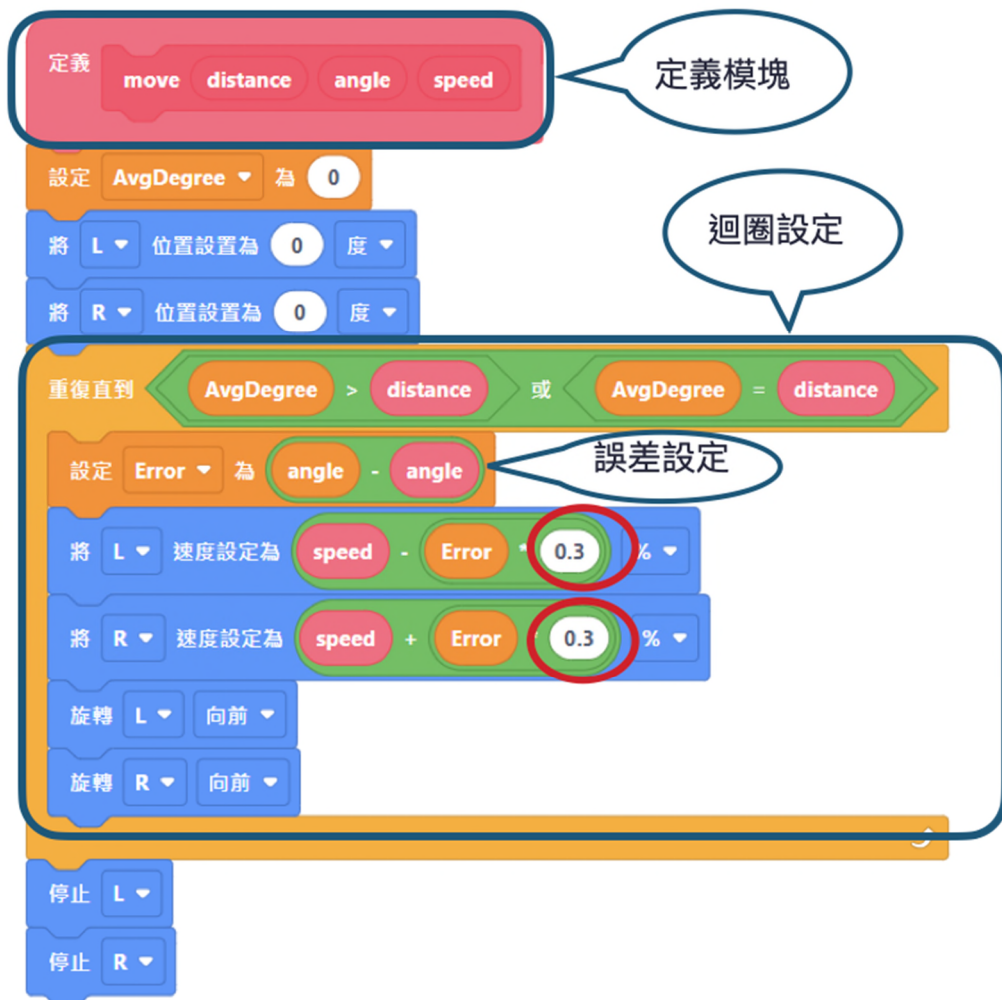 定義 move distance angle speed
定義模塊
設定 AvgDegree 為 0
將 L 位置設置為 0 度
迴圈設定
將 R 位置設置為 0 度
重復直到 AvgDegree > distance 或 AvgDegree = distance
設定 Error 為 angle - angle
誤差設定
將 L 速度設定為 speed - Error * 0.3 %
將 R 速度設定為 speed + Error * 0.3 %
旋轉 L 向前
旋轉 R 向前
停止 L
停止 R